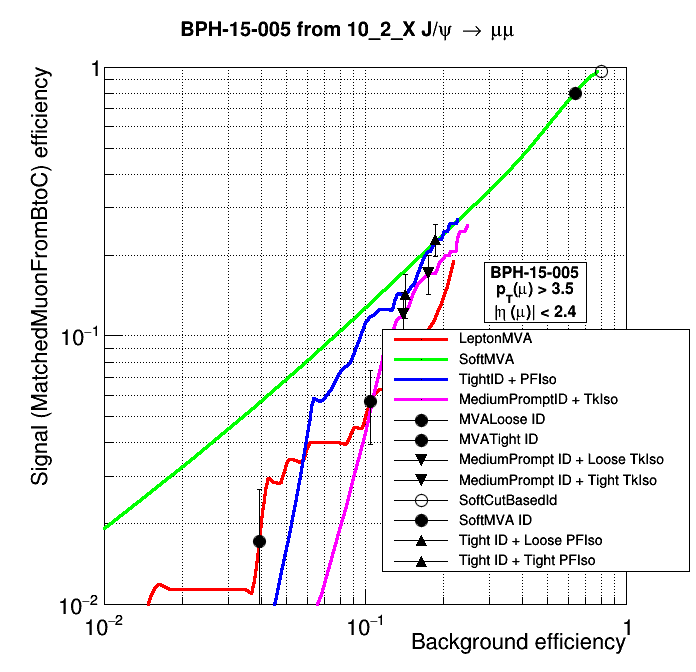 BPH-15-005 from 10_2_X J/ψ → μμ
Signal (MatchedMuonFromBtoC) efficiency
1
10⁻¹
10⁻²
BPH-15-005
p_T(μ) > 3.5
|η (μ)| < 2.4
LeptonMVA
SoftMVA
TightID + PFIso
MediumPromptID + TkIso
MVALoose ID
MVATight ID
MediumPrompt ID + Loose TkIso
MediumPrompt ID + Tight TkIso
SoftCutBasedId
SoftMVA ID
Tight ID + Loose PFIso
Tight ID + Tight PFIso
10⁻² 10⁻¹ 1
Background efficiency